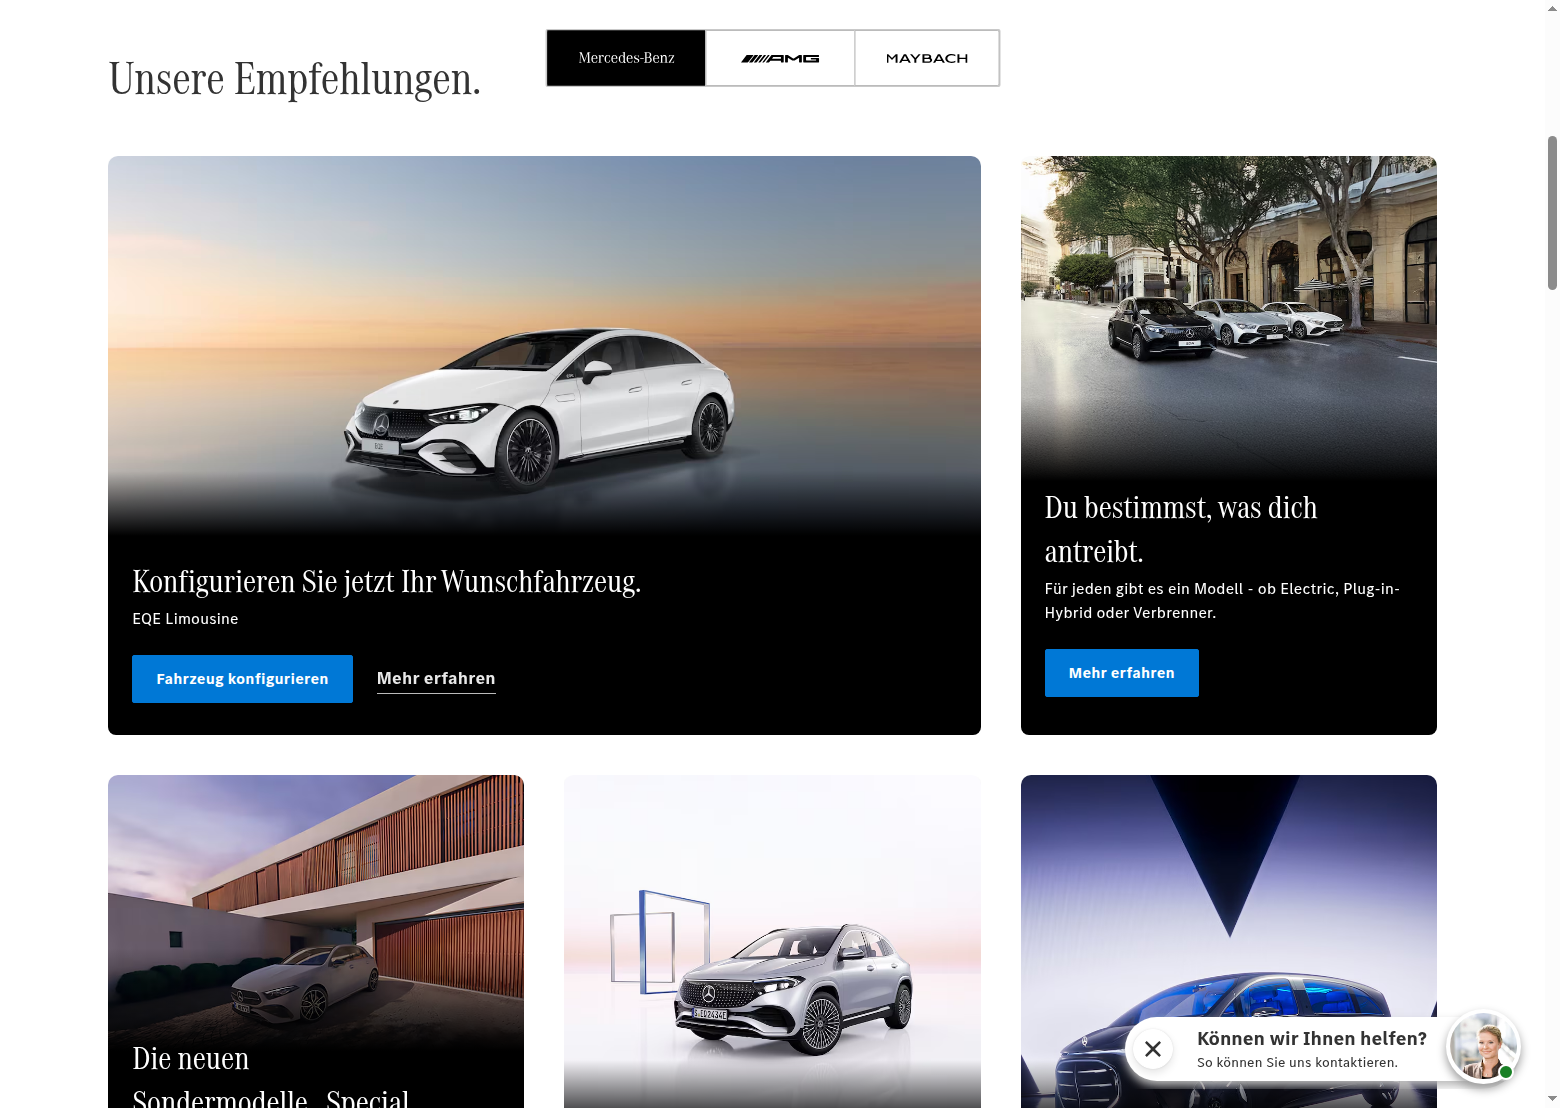 Unsere Empfehlungen.
Mercedes-Benz
AMG
MAYBACH
Konfigurieren Sie jetzt Ihr Wunschfahrzeug.
EQE Limousine
Fahrzeug konfigurieren
Mehr erfahren
Du bestimmst, was dich
antreibt.
Für jeden gibt es ein Modell - ob Electric, Plug-in-
Hybrid oder Verbrenner.
Mehr erfahren
Die neuen
Sondermodelle „Special
Können wir Ihnen helfen?
So können Sie uns kontaktieren.